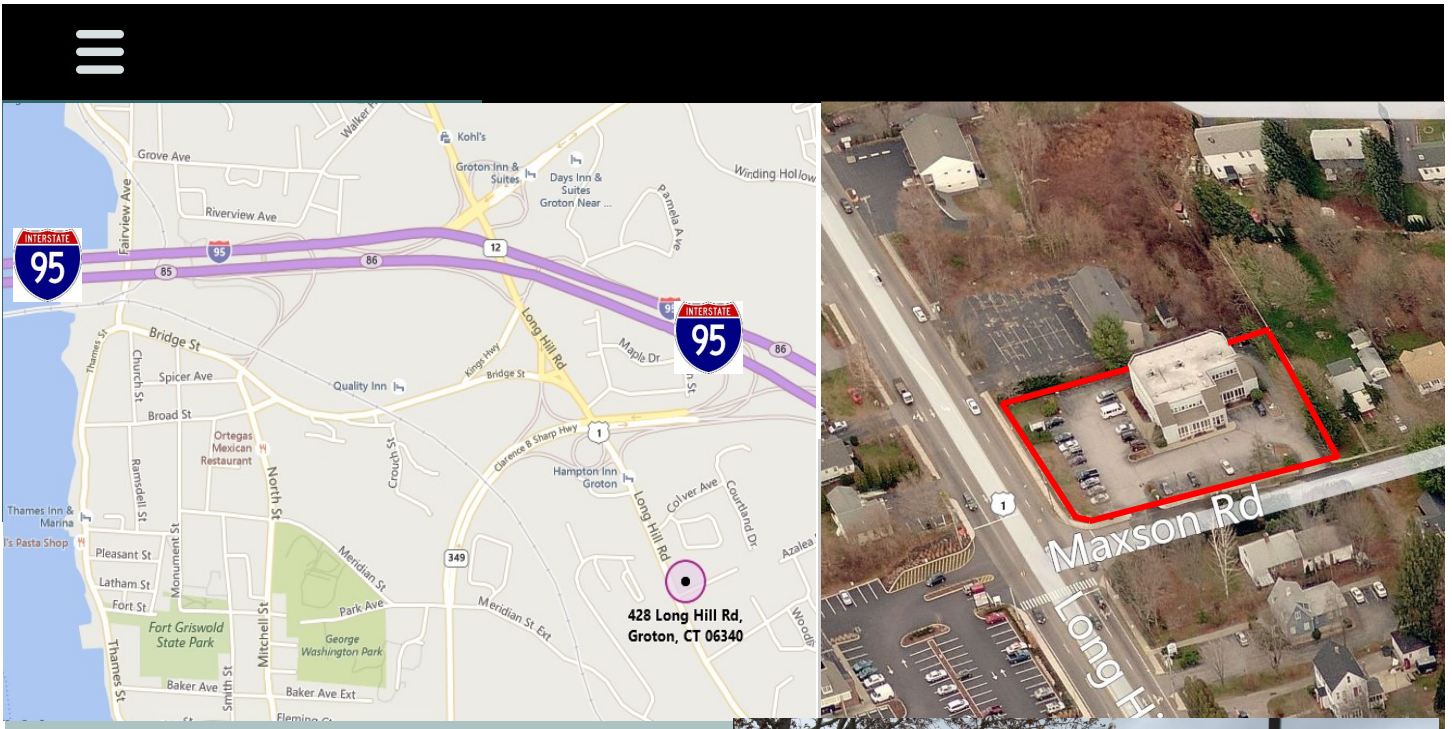 Walker
Grove Ave
Kohl's
Groton Inn &
Suites
Days Inn &
Suites
Groton Near ...
Winding Hollow
Pamela Ave
Fairview Ave
Riverview Ave
INTERSTATE
95
95
85
86
12
INTERSTATE
95
86
Thames St
Bridge St
Church St
Spicer Ave
Broad St
Quality Inn
Kings Hwy
Bridge St
Long Hill Rd
Maple Dr
1
Clarence B Sharp Hwy
Ortegas
Mexican
Restaurant
North St
Crouch St
Hampton Inn
Groton
Long Hill Rd
Colver Ave
Courtland Dr.
Azalea
Ramsdell St
Thames Inn &
Marina
l's Pasta Shop
Pleasant St
Monument St
Latham St
Fort St
Fort Griswold
State Park
Mitchell St
Meridian St
349
Park Ave
George
Washington Park
Meridian St Ext
428 Long Hill Rd,
Groton, CT 06340
Thames St
Baker Ave
Smith St
Baker Ave Ext
1
Maxson Rd
Long Hi